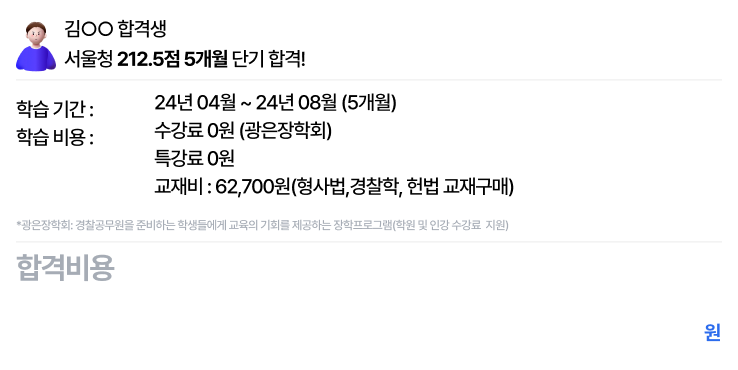 김○○ 합격생
서울청 212.5점 5개월 단기 합격!
학습 기간 :
24년 04월 ~ 24년 08월 (5개월)
학습 비용 :
수강료 0원 (광은장학회)
특강료 0원
교재비 : 62,700원(형사법,경찰학, 헌법 교재구매)
*광은장학회: 경찰공무원을 준비하는 학생들에게 교육의 기회를 제공하는 장학프로그램(학원 및 인강 수강료 지원)
합격비용
원